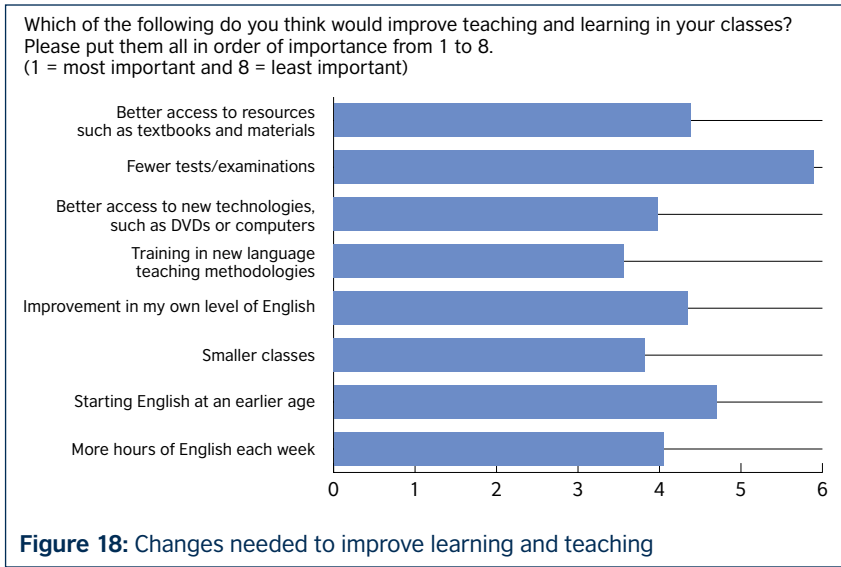 Which of the following do you think would improve teaching and learning in your classes?
Please put them all in order of importance from 1 to 8.
(1 = most important and 8 = least important)
Better access to resources
such as textbooks and materials
Fewer tests/examinations
Better access to new technologies,
such as DVDs or computers
Training in new language
teaching methodologies
Improvement in my own level of English
Smaller classes
Starting English at an earlier age
More hours of English each week
0 1 2 3 4 5 6
Figure 18: Changes needed to improve learning and teaching